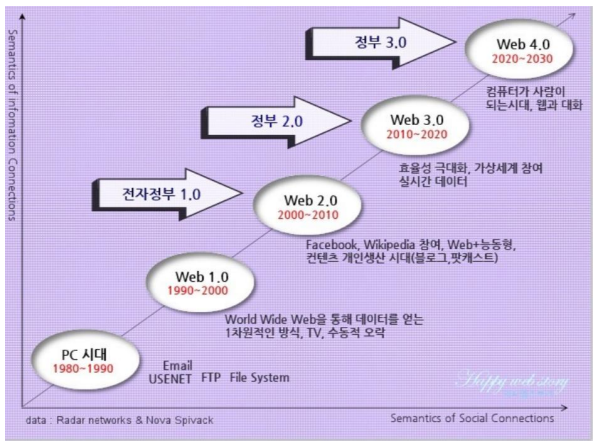 정부 3.0
Web 4.0
2020~2030
컴퓨터가 사람이
되는시대, 웹과 대화
정부 2.0
Web 3.0
2010~2020
효율성 극대화, 가상세계 참여
실시간 데이터
전자정부 1.0
Web 2.0
2000~2010
Facebook, Wikipedia 참여, Web+능동형,
컨텐츠 개인생산 시대(블로그,팟캐스트)
Web 1.0
1990~2000
World Wide Web을 통해 데이터를 얻는
1차원적인 방식, TV, 수동적 오락
PC 시대
1980~1990
Email
USENET FTP File System
Happy web story
data : Radar networks & Nova Spivack
Semantics of Social Connections
Semantics of Infomation Connections